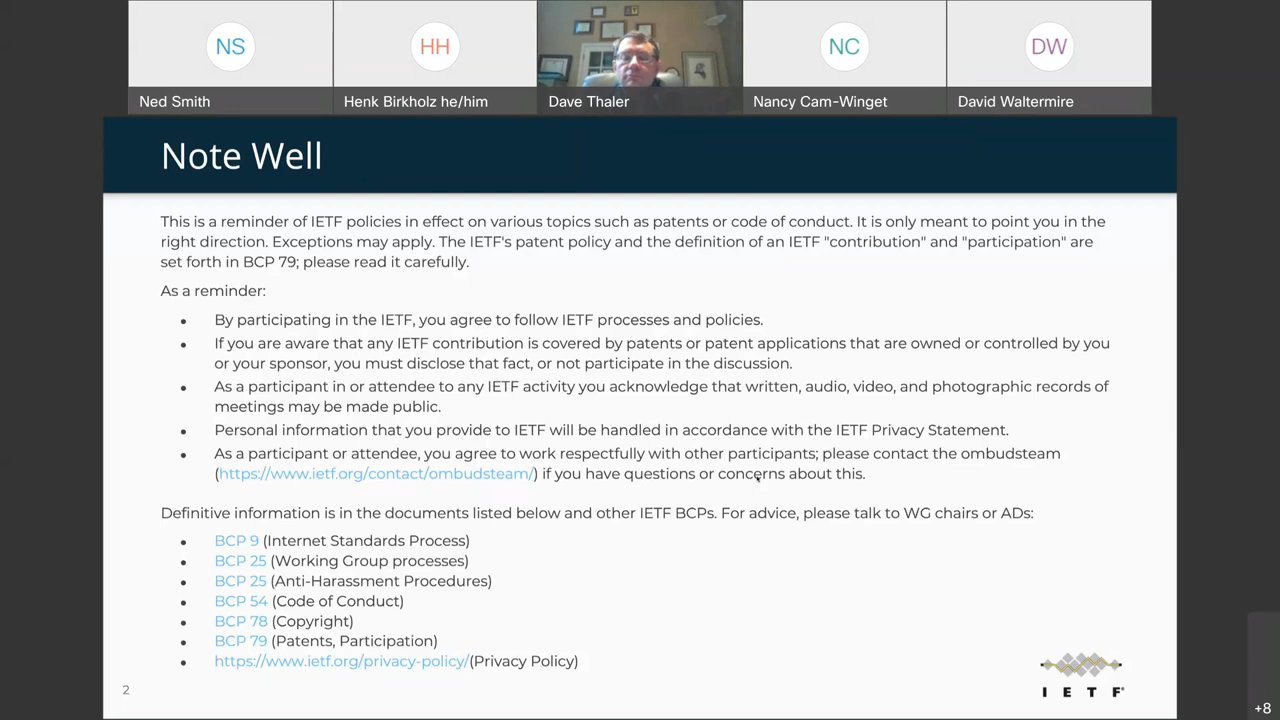 NS
HH
NC
DW
Ned Smith
Henk Birkholz he/him
Dave Thaler
Nancy Cam-Winget
David Waltermire
Note Well
This is a reminder of IETF policies in effect on various topics such as patents or code of conduct. It is only meant to point you in the
right direction. Exceptions may apply. The IETF's patent policy and the definition of an IETF "contribution" and "participation" are
set forth in BCP 79; please read it carefully.
As a reminder:
• By participating in the IETF, you agree to follow IETF processes and policies.
• If you are aware that any IETF contribution is covered by patents or patent applications that are owned or controlled by you
or your sponsor, you must disclose that fact, or not participate in the discussion.
• As a participant in or attendee to any IETF activity you acknowledge that written, audio, video, and photographic records of
meetings may be made public.
• Personal information that you provide to IETF will be handled in accordance with the IETF Privacy Statement.
• As a participant or attendee, you agree to work respectfully with other participants; please contact the ombudsteam
(https://www.ietf.org/contact/ombudsteam/) if you have questions or concerns about this.
Definitive information is in the documents listed below and other IETF BCPs. For advice, please talk to WG chairs or ADs:
• BCP 9 (Internet Standards Process)
• BCP 25 (Working Group processes)
• BCP 25 (Anti-Harassment Procedures)
• BCP 54 (Code of Conduct)
• BCP 78 (Copyright)
• BCP 79 (Patents, Participation)
• https://www.ietf.org/privacy-policy/(Privacy Policy)
2
I E T F®
+8